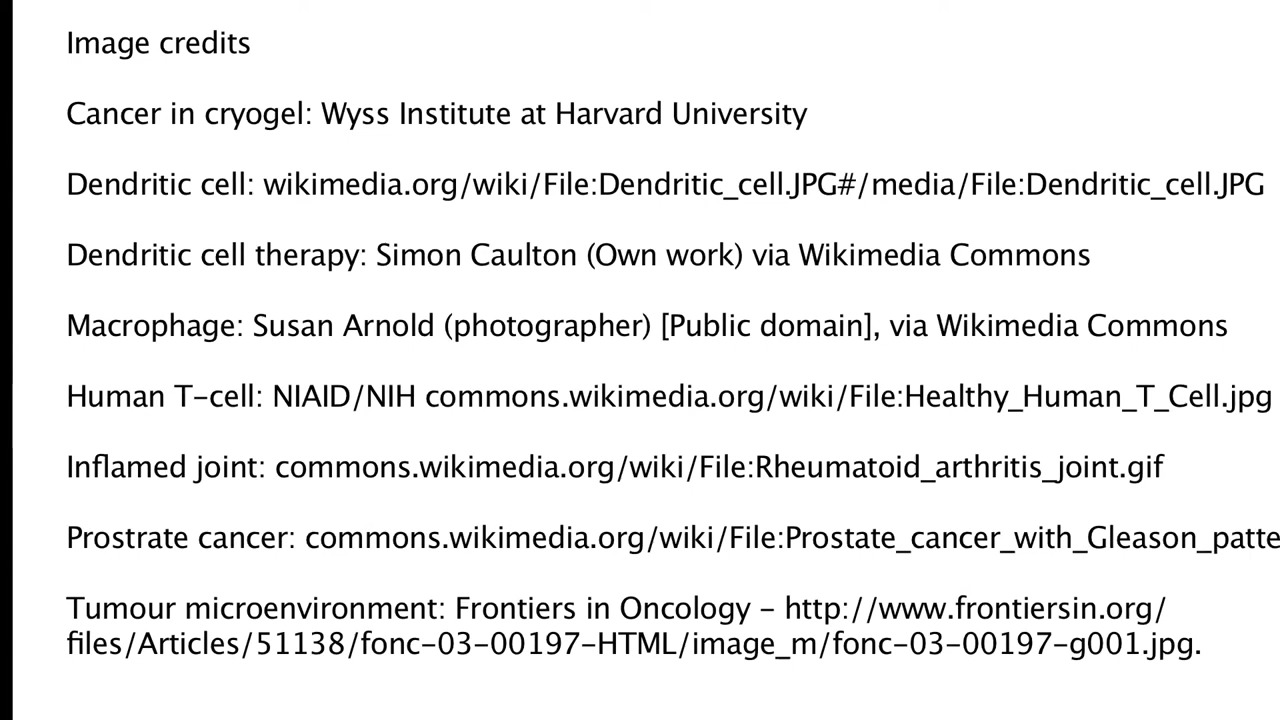 Image credits
Cancer in cryogel: Wyss Institute at Harvard University
Dendritic cell: wikimedia.org/wiki/File:Dendritic_cell.JPG#/media/File:Dendritic_cell.JPG
Dendritic cell therapy: Simon Caulton (Own work) via Wikimedia Commons
Macrophage: Susan Arnold (photographer) [Public domain], via Wikimedia Commons
Human T-cell: NIAID/NIH commons.wikimedia.org/wiki/File:Healthy_Human_T_Cell.jpg
Inflamed joint: commons.wikimedia.org/wiki/File:Rheumatoid_arthritis_joint.gif
Prostrate cancer: commons.wikimedia.org/wiki/File:Prostate_cancer_with_Gleason_patte
Tumour microenvironment: Frontiers in Oncology - http://www.frontiersin.org/
files/Articles/51138/fonc-03-00197-HTML/image_m/fonc-03-00197-g001.jpg.